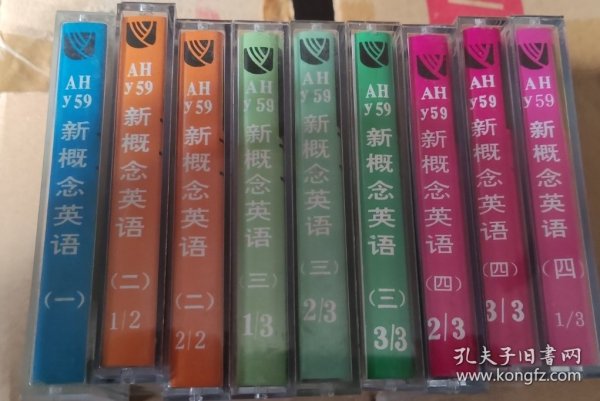 AH
y59
新概念英语
(一)
AH
y59
新概念英语
(二)
1/2
AH
y59
新概念英语
(二)
2/2
AH
y59
新概念英语
(三)
1/3
AH
y59
新概念英语
(三)
2/3
AH
y59
新概念英语
(三)
3/3
AH
y59
新概念英语
(四)
2/3
AH
y59
新概念英语
(四)
3/3
AH
y59
新概念英语
(四)
1/3
孔夫子旧书网
www.kongfz.com